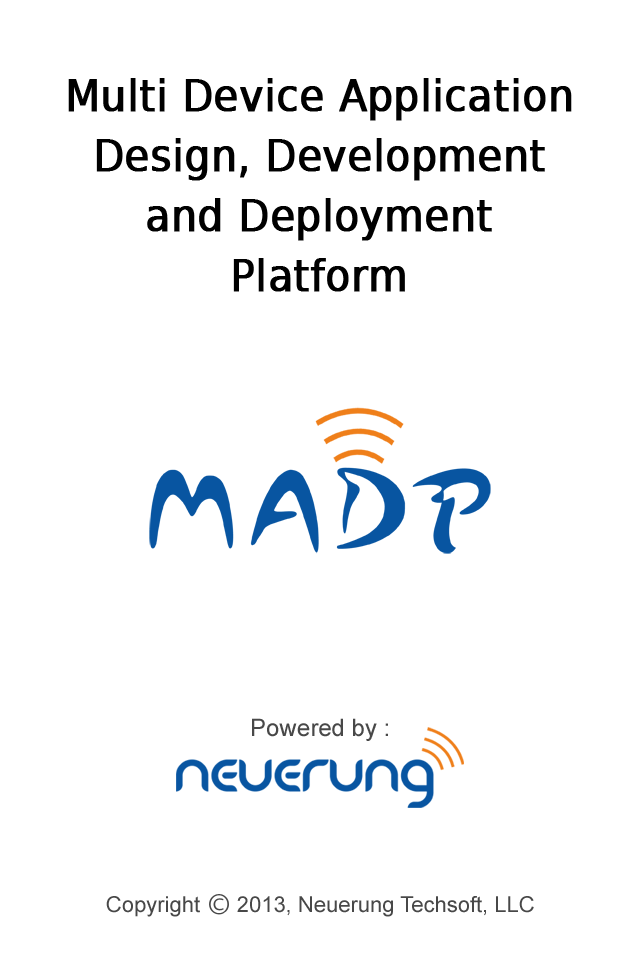 Multi Device Application
Design, Development
and Deployment
Platform
MADP
Powered by :
neuerung
Copyright © 2013, Neuerung Techsoft, LLC